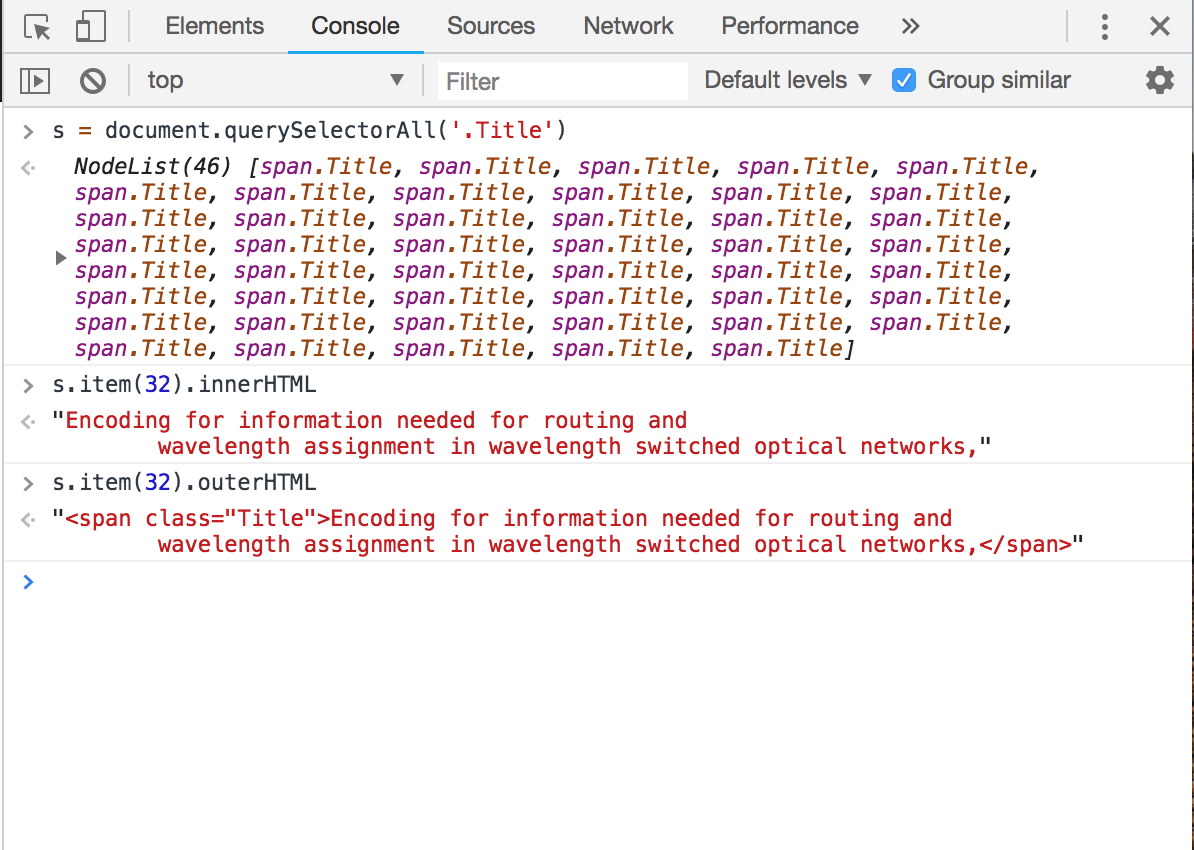 Elements Console Sources Network Performance »
top ▼ Filter Default levels ▼ Group similar
> s = document.querySelectorAll('.Title')
NodeList(46) [span.Title, span.Title, span.Title, span.Title, span.Title,
span.Title, span.Title, span.Title, span.Title, span.Title, span.Title,
span.Title, span.Title, span.Title, span.Title, span.Title, span.Title,
span.Title, span.Title, span.Title, span.Title, span.Title, span.Title,
span.Title, span.Title, span.Title, span.Title, span.Title, span.Title,
span.Title, span.Title, span.Title, span.Title, span.Title, span.Title,
span.Title, span.Title, span.Title, span.Title, span.Title, span.Title,
span.Title, span.Title, span.Title, span.Title, span.Title]
> s.item(32).innerHTML
"Encoding for information needed for routing and
wavelength assignment in wavelength switched optical networks,"
> s.item(32).outerHTML
"<span class="Title">Encoding for information needed for routing and
wavelength assignment in wavelength switched optical networks,</span>"
>